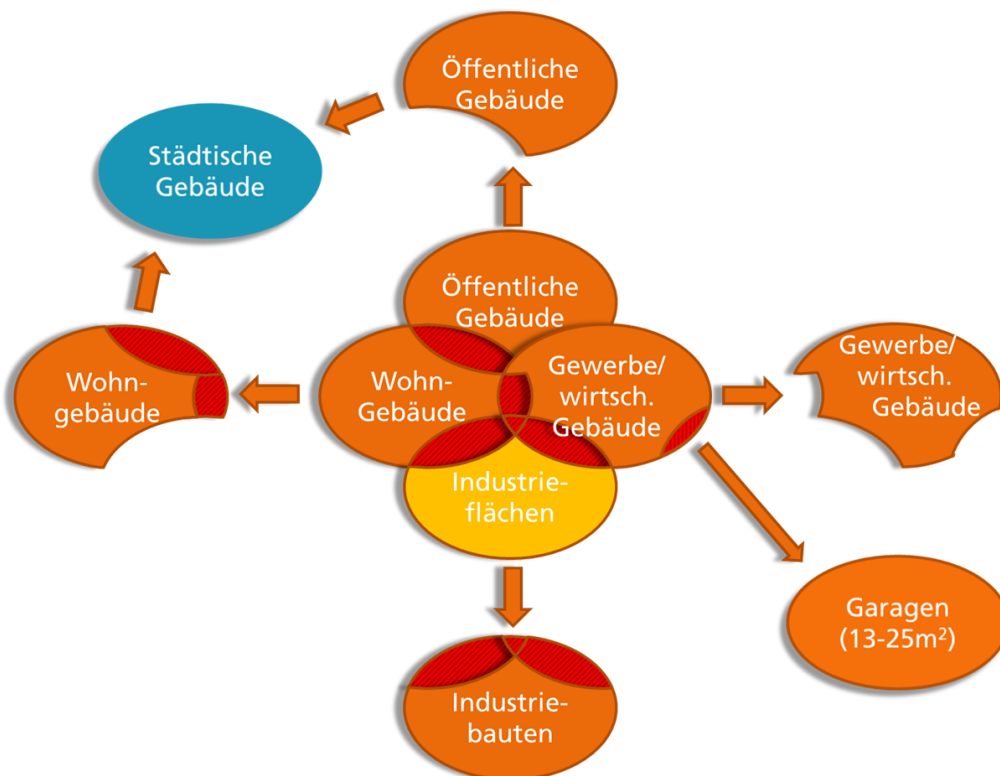 Öffentliche
Gebäude
Städtische
Gebäude
Öffentliche
Gebäude
Wohn-
gebäude
Wohn-
Gebäude
Gewerbe/
wirtsch.
Gebäude
Gewerbe/
wirtsch.
Gebäude
Industrie-
flächen
Garagen
(13-25m²)
Industrie-
bauten